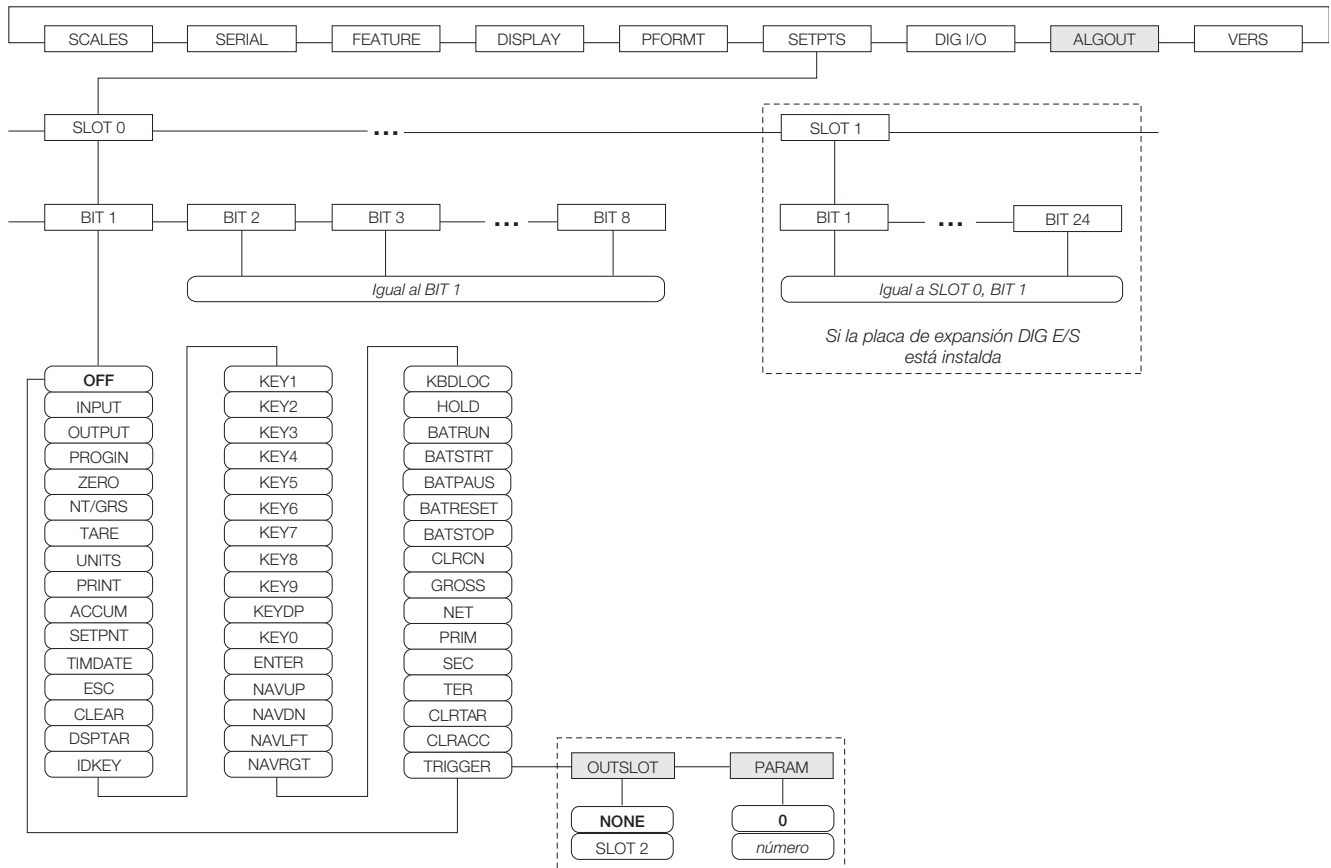 SCALES SERIAL FEATURE DISPLAY PFORMT SETPTS DIG I/O ALGOUT VERS
SLOT 0 ... SLOT 1
BIT 1 BIT 2 BIT 3 ... BIT 8 BIT 1 ... BIT 24
Igual al BIT 1 Igual a SLOT 0, BIT 1
Si la placa de expansión DIG E/S
está instalda
OFF KEY1 KBDLOC
INPUT KEY2 HOLD
OUTPUT KEY3 BATRUN
PROGIN KEY4 BATSTRT
ZERO KEY5 BATPAUS
NT/GRS KEY6 BATRESET
TARE KEY7 BATSTOP
UNITS KEY8 CLRCN
PRINT KEY9 GROSS
ACCUM KEYDP NET
SETPNT KEY0 PRIM
TIMDATE ENTER SEC
ESC NAVUP TER
CLEAR NAVDN CLRTAR
DSPTAR NAVLFT CLRACC
IDKEY NAVRGT TRIGGER OUTSLOT PARAM
NONE 0
SLOT 2 número